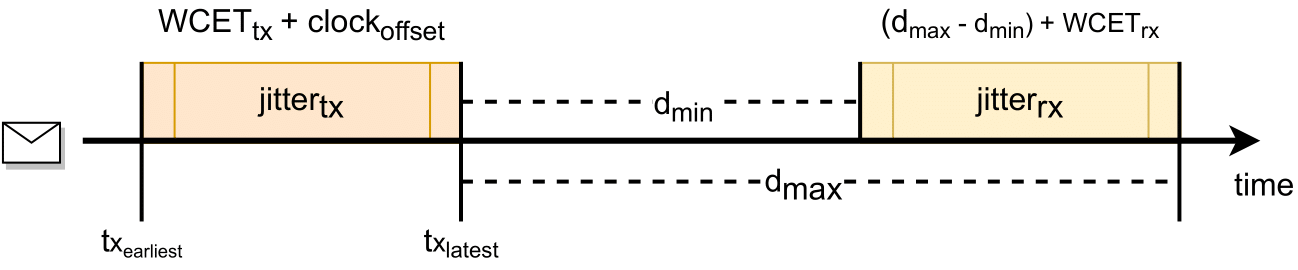 WCETtx + clockoffset
(dmax - dmin) + WCETrx
jittertx
dmin
jitterrx
dmax
time
txearliest
txlatest